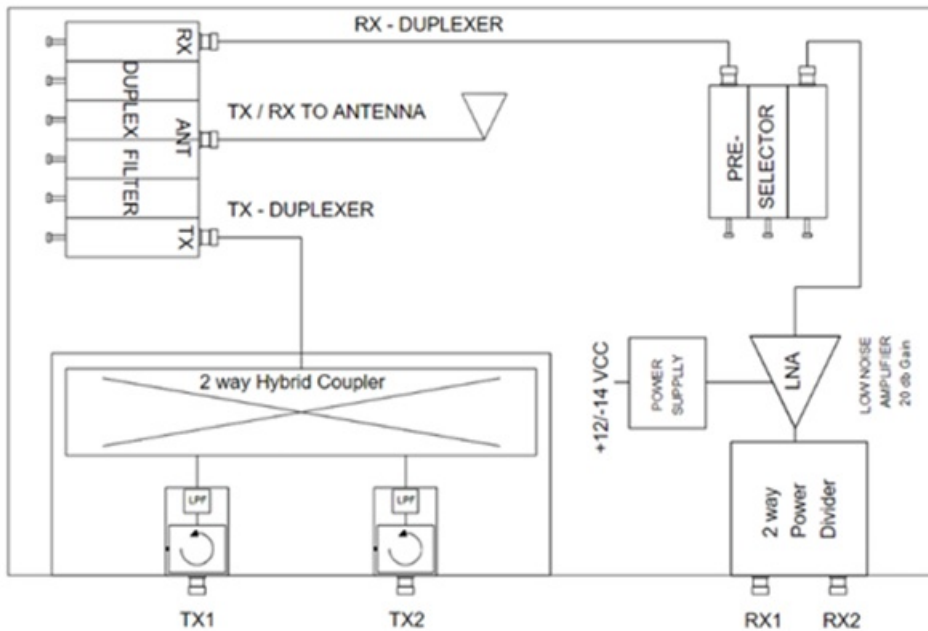 RX - DUPLEXER
RX
DUPLEX FILTER
ANT
TX
TX / RX TO ANTENNA
TX - DUPLEXER
PRE-
SELECTOR
2 way Hybrid Coupler
LPF
LPF
TX1
TX2
+12/-14 VCC
POWER
SUPPLLY
LNA
LOW NOISE
AMPLIFIER
20 db Gain
2 way
Power
Divider
RX1
RX2